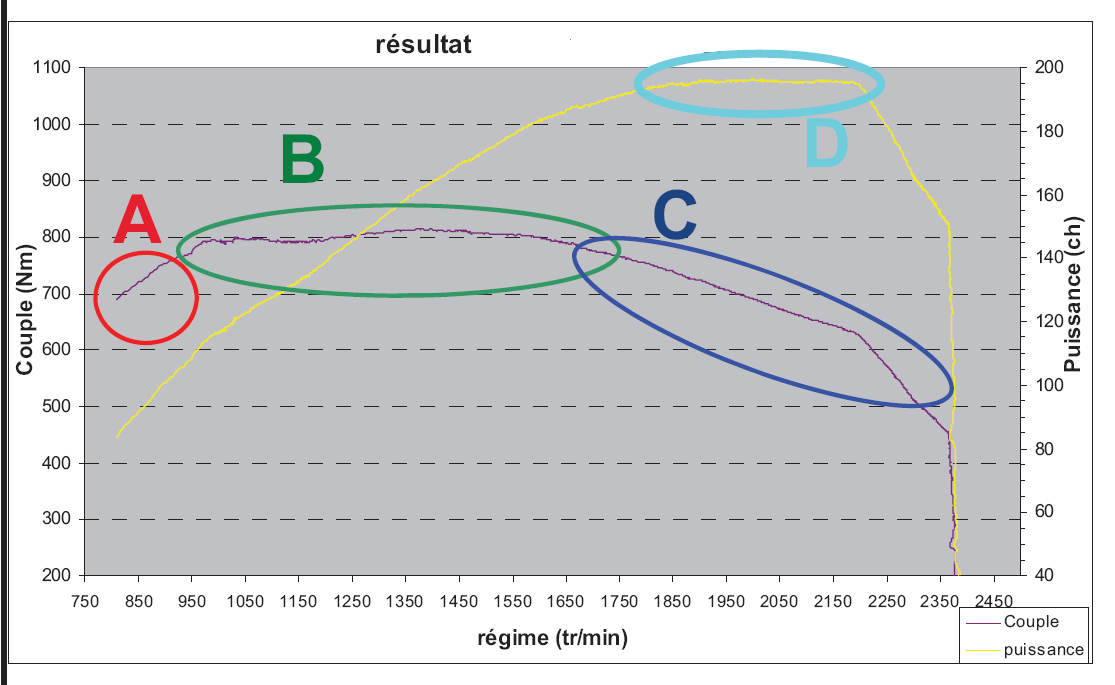 résultat
1100
1000
900
800
700
600
500
400
300
200
Couple (Nm)
A
B
C
D
200
180
160
140
120
100
80
60
40
Puissance (ch)
750 850 950 1050 1150 1250 1350 1450 1550 1650 1750 1850 1950 2050 2150 2250 2350 2450
régime (tr/min)
Couple
puissance